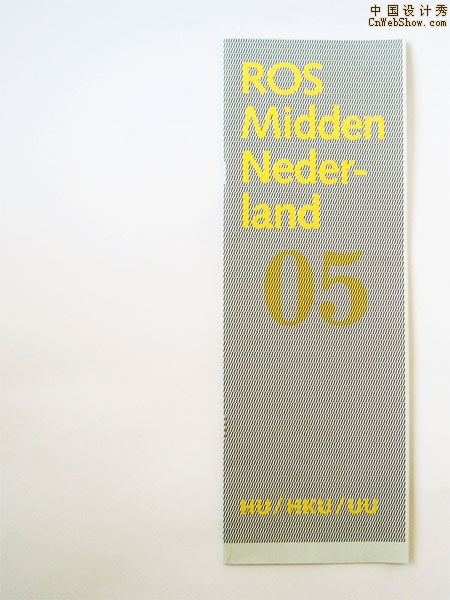 中国设计秀
CnWebShow.com
ROS
Midden
Neder-
land
05
HU/HKU/UU